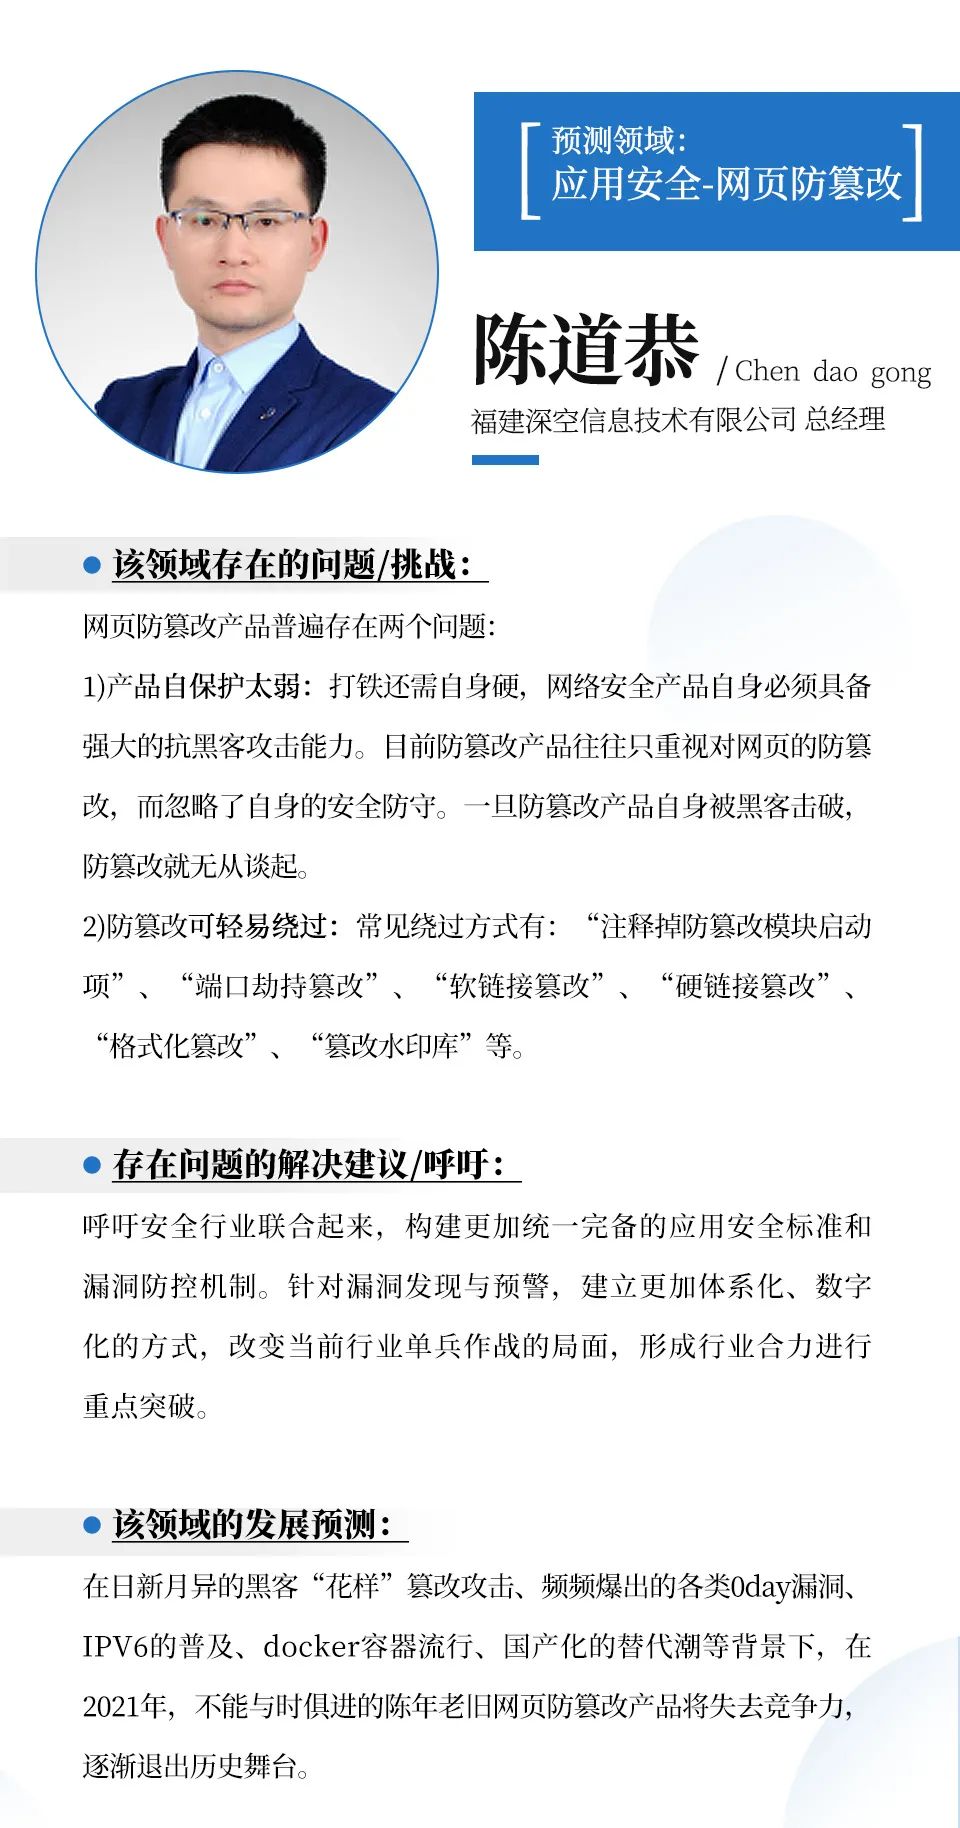 预测领域：
应用安全-网页防篡改
陈道恭 /Chen dao gong
福建深空信息技术有限公司 总经理
该领域存在的问题/挑战：
网页防篡改产品普遍存在两个问题：
1)产品自保护太弱：打铁还需自身硬，网络安全产品自身必须具备
强大的抗黑客攻击能力。目前防篡改产品往往只重视对网页的防篡
改，而忽略了自身的安全防守。一旦防篡改产品自身被黑客击破，
防篡改就无从谈起。
2)防篡改可轻易绕过：常见绕过方式有：“注释掉防篡改模块启动
项”、“端口劫持篡改”、“软链接篡改”、“硬链接篡改”、
“格式化篡改”、“篡改水印库”等。
存在问题的解决建议/呼吁：
呼吁安全行业联合起来，构建更加统一完备的应用安全标准和
漏洞防控机制。针对漏洞发现与预警，建立更加体系化、数字
化的方式，改变当前行业单兵作战的局面，形成行业合力进行
重点突破。
该领域的发展预测：
在日新月异的黑客“花样”篡改攻击、频频爆出的各类0day漏洞、
IPV6的普及、docker容器流行、国产化的替代潮等背景下，在
2021年，不能与时俱进的陈年老旧网页防篡改产品将失去竞争力，
逐渐退出历史舞台。